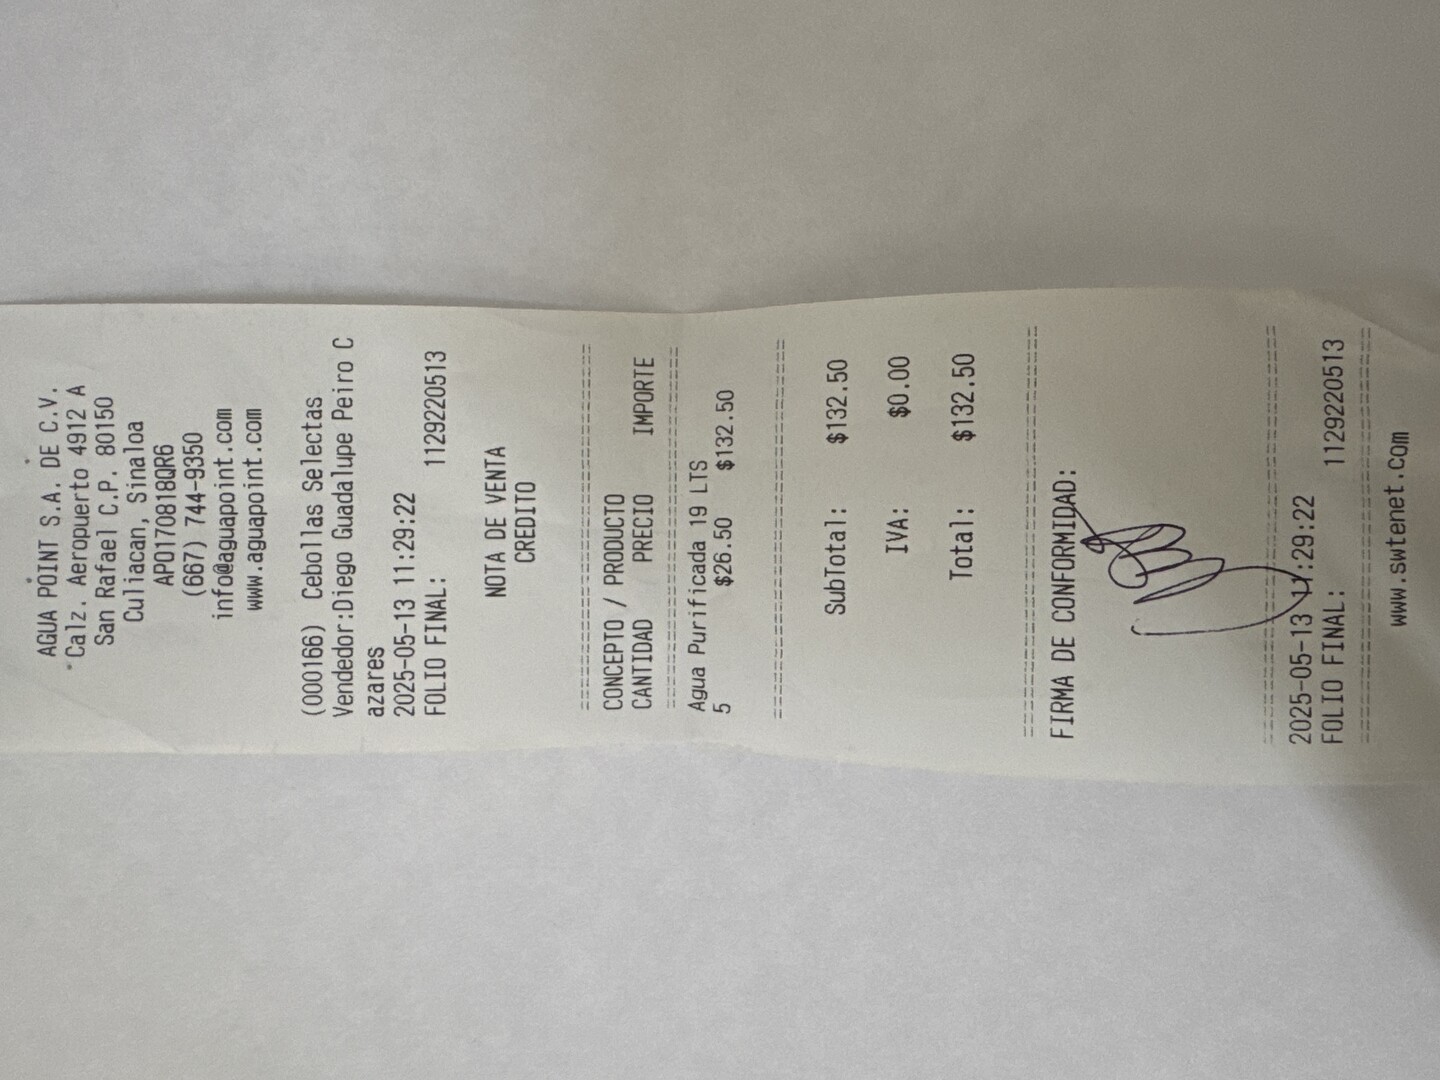 AGUA POINT S.A. DE C.V.
Calz. Aeropuerto 4912 A
San Rafael C.P. 80150
Culiacan, Sinaloa
APO170818QR6
(667) 744-9350
info@aguapoint.com
www.aguapoint.com
(000166) Cebollas Selectas
Vendedor:Diego Guadalupe Peiro C
azares
2025-05-13 11:29:22
FOLIO FINAL: 1129220513
NOTA DE VENTA
CREDITO
================================
CONCEPTO / PRODUCTO
CANTIDAD PRECIO IMPORTE
================================
Agua Purificada 19 LTS
5 $26.50 $132.50
================================
SubTotal: $132.50
IVA: $0.00
Total: $132.50
================================
FIRMA DE CONFORMIDAD:
================================
2025-05-13 11:29:22
FOLIO FINAL: 1129220513
================================
www.swtenet.com